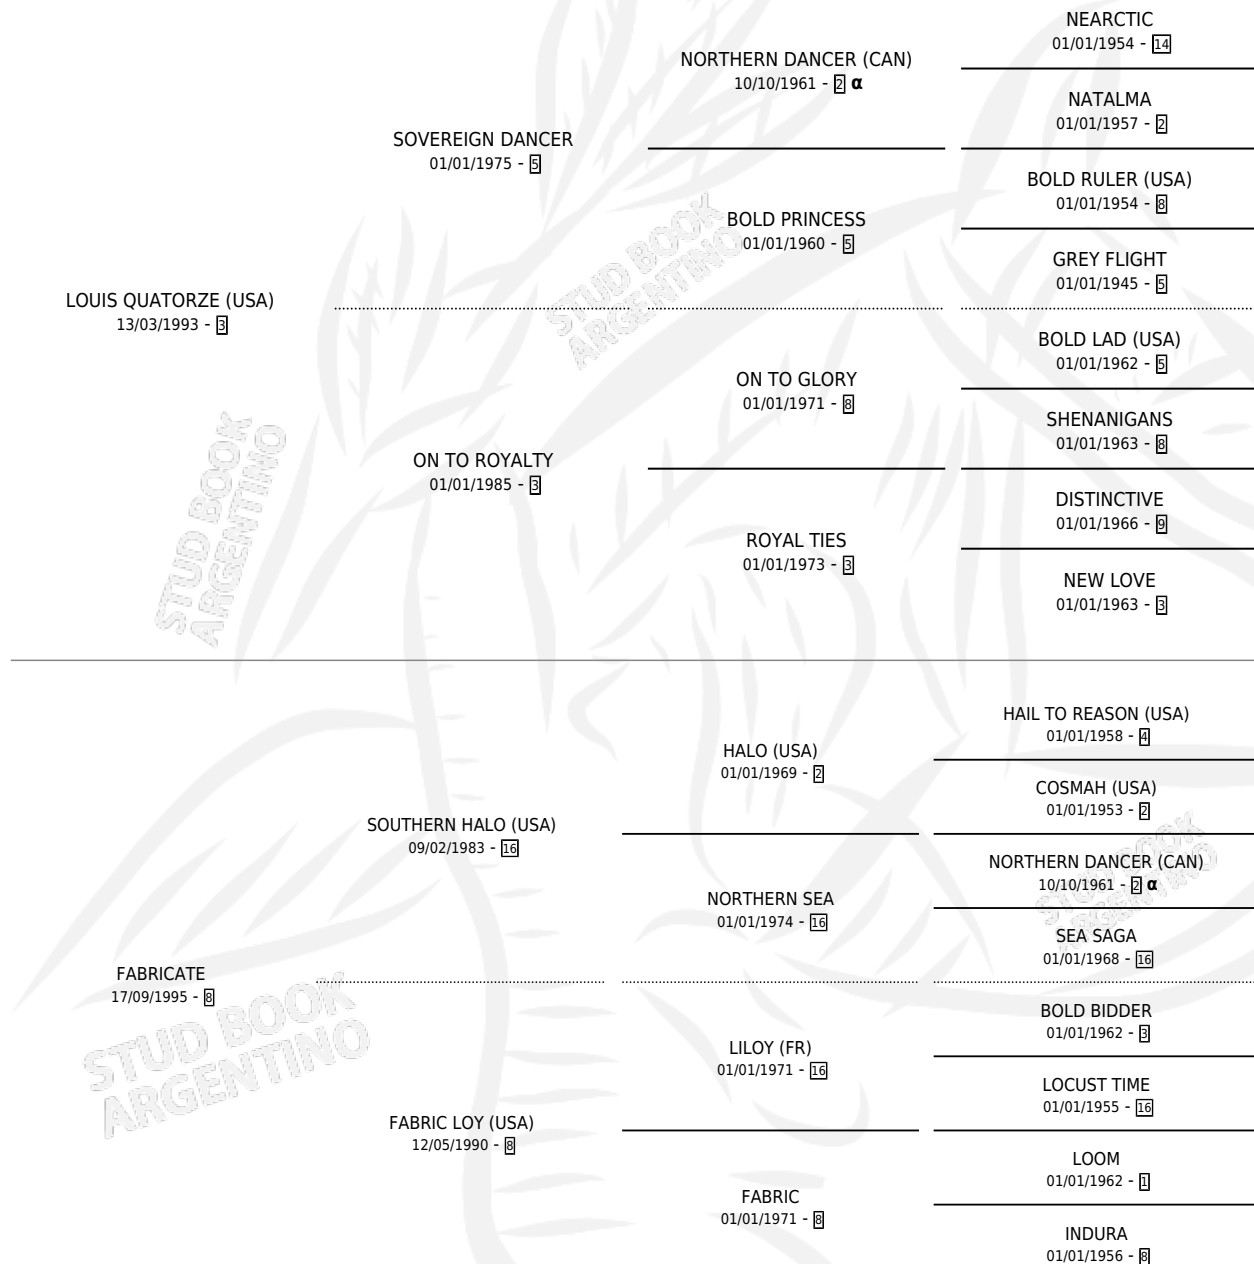 NEARCTIC
01/01/1954 - 14
NORTHERN DANCER (CAN)
10/10/1961 - 2 α
NATALMA
01/01/1957 - 2
SOVEREIGN DANCER
01/01/1975 - 5
BOLD RULER (USA)
01/01/1954 - 8
BOLD PRINCESS
01/01/1960 - 5
GREY FLIGHT
01/01/1945 - 5
LOUIS QUATORZE (USA)
13/03/1993 - 3
BOLD LAD (USA)
01/01/1962 - 5
ON TO GLORY
01/01/1971 - 8
SHENANIGANS
01/01/1963 - 8
ON TO ROYALTY
01/01/1985 - 3
DISTINCTIVE
01/01/1966 - 9
ROYAL TIES
01/01/1973 - 3
NEW LOVE
01/01/1963 - 3
HAIL TO REASON (USA)
01/01/1958 - 4
HALO (USA)
01/01/1969 - 2
COSMAH (USA)
01/01/1953 - 2
SOUTHERN HALO (USA)
09/02/1983 - 16
NORTHERN DANCER (CAN)
10/10/1961 - 2 α
NORTHERN SEA
01/01/1974 - 16
SEA SAGA
01/01/1968 - 16
FABRICATE
17/09/1995 - 8
BOLD BIDDER
01/01/1962 - 3
LILOY (FR)
01/01/1971 - 16
LOCUST TIME
01/01/1955 - 16
FABRIC LOY (USA)
12/05/1990 - 8
LOOM
01/01/1962 - 1
FABRIC
01/01/1971 - 8
INDURA
01/01/1956 - 8
STUD BOOK
ARGENTINO
STUD BOOK
ARGENTINO
STUD BOOK
ARGENTINO
STUD BOOK
ARGENTINO